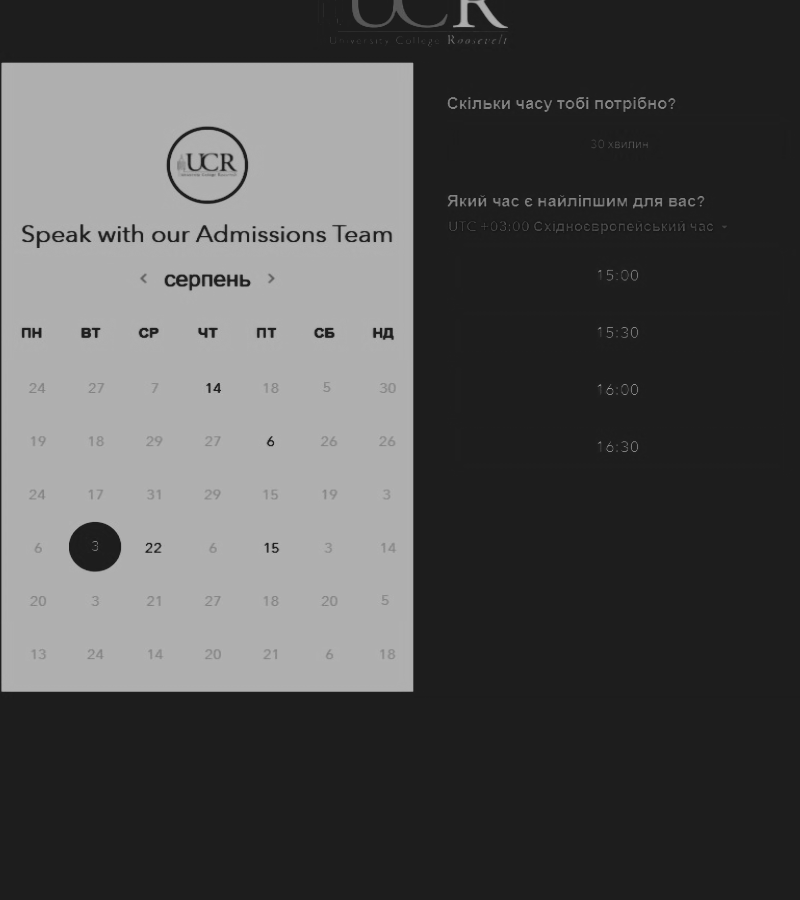 UCR
University College Roosevelt
UCR
Speak with our Admissions Team
серпень
ПН ВТ СР ЧТ ПТ СБ НД
24 27 7 14 18 5 30
19 18 29 27 6 26 26
24 17 31 29 15 19 3
6 3 22 6 15 3 14
20 3 21 27 18 20 5
13 24 14 20 21 6 18
Скільки часу тобі потрібно?
30 хвилин
Який час є найліпшим для вас?
UTC +03:00 Східноєвропейський час
15:00
15:30
16:00
16:30